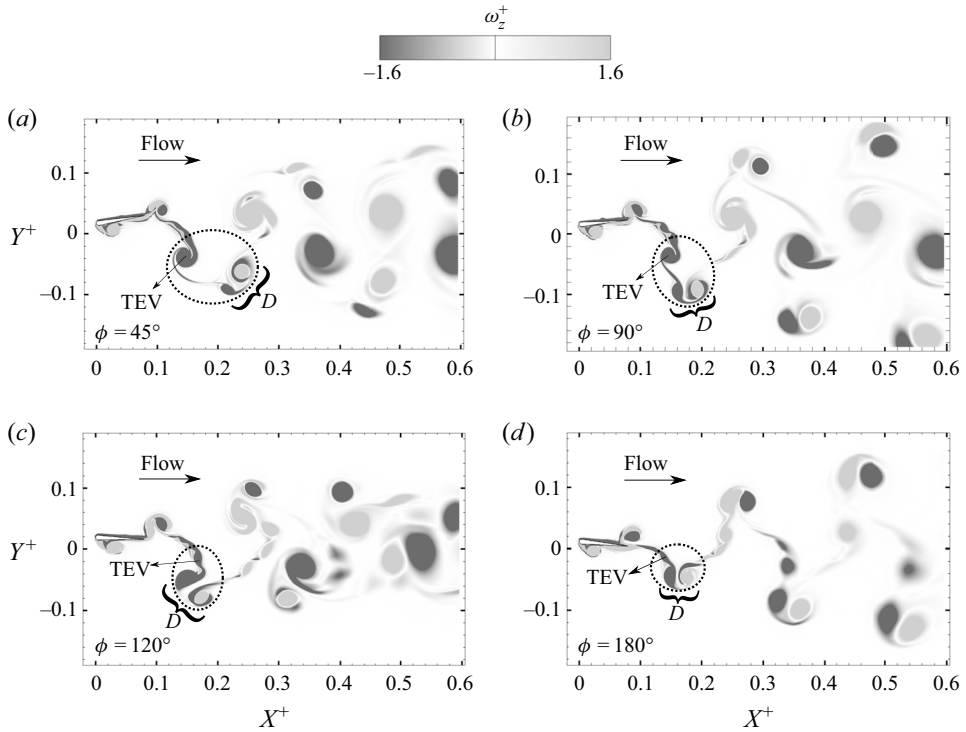 ω_z^+
–1.6 1.6
(a) (b)
Flow Flow
0.1 0.1
Y^+ 0 0
TEV TEV
–0.1 D –0.1 D
ϕ = 45° ϕ = 90°
0 0.1 0.2 0.3 0.4 0.5 0.6 0 0.1 0.2 0.3 0.4 0.5 0.6
(c) (d)
Flow Flow
0.1 0.1
Y^+ 0 0
TEV TEV
–0.1 D –0.1 D
ϕ = 120° ϕ = 180°
0 0.1 0.2 0.3 0.4 0.5 0.6 0 0.1 0.2 0.3 0.4 0.5 0.6
X^+ X^+